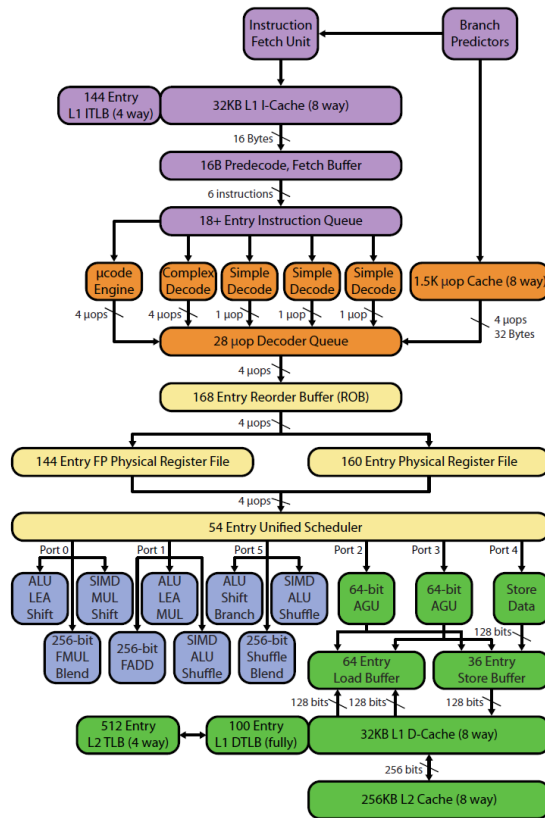 Instruction
Fetch Unit
Branch
Predictors
144 Entry
L1 ITLB (4 way)
32KB L1 I-Cache (8 way)
16 Bytes
16B Predecode, Fetch Buffer
6 instructions
18+ Entry Instruction Queue
μcode
Engine
Complex
Decode
Simple
Decode
Simple
Decode
Simple
Decode
1.5K μop Cache (8 way)
4 μops
4 μops
1 μop
1 μop
1 μop
4 μops
32 Bytes
28 μop Decoder Queue
4 μops
168 Entry Reorder Buffer (ROB)
4 μops
144 Entry FP Physical Register File
160 Entry Physical Register File
4 μops
54 Entry Unified Scheduler
Port 0
Port 1
Port 5
Port 2
Port 3
Port 4
ALU
LEA
Shift
SIMD
MUL
Shift
ALU
LEA
MUL
ALU
Shift
Branch
SIMD
ALU
Shuffle
64-bit
AGU
64-bit
AGU
Store
Data
256-bit
FMUL
Blend
256-bit
FADD
SIMD
ALU
Shuffle
256-bit
Shuffle
Blend
128 bits
64 Entry
Load Buffer
36 Entry
Store Buffer
128 bits
128 bits
128 bits
512 Entry
L2 TLB (4 way)
100 Entry
L1 DTLB (fully)
32KB L1 D-Cache (8 way)
256 bits
256KB L2 Cache (8 way)